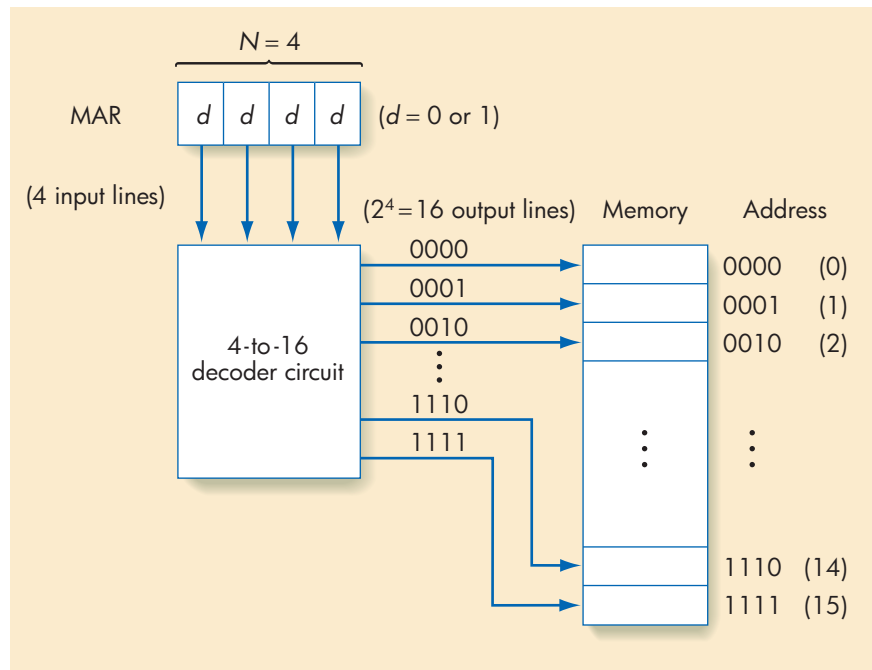 N = 4
MAR d d d d (d = 0 or 1)
(4 input lines)
(2⁴ = 16 output lines) Memory Address
0000 0000 (0)
0001 0001 (1)
0010 0010 (2)
4-to-16
decoder circuit
⋮ ⋮ ⋮
1110
1111
1110 (14)
1111 (15)